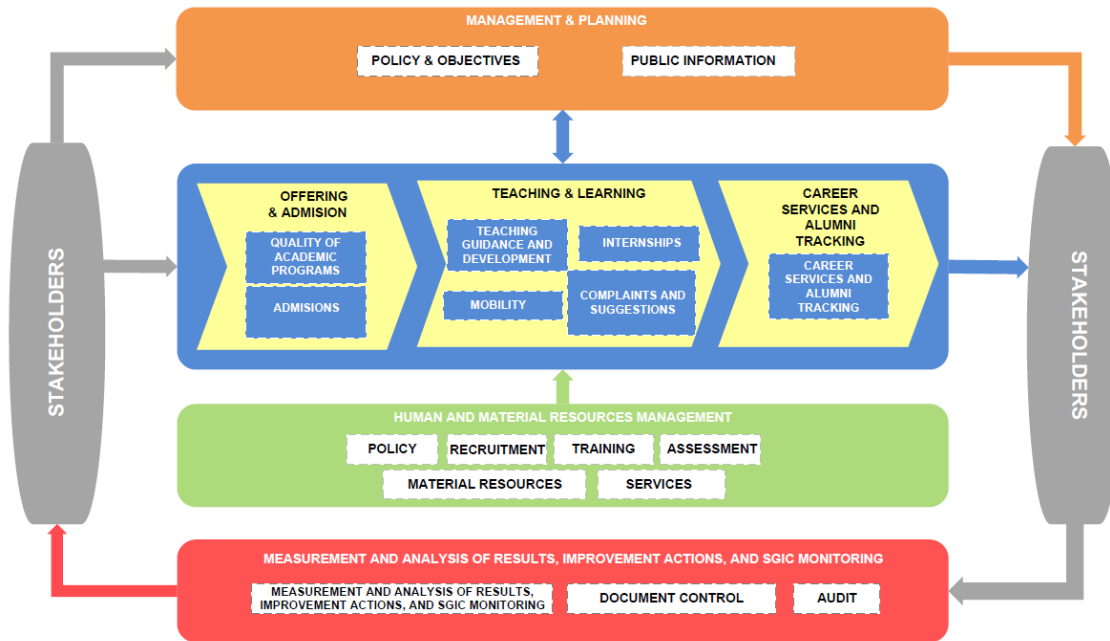 MANAGEMENT & PLANNING
POLICY & OBJECTIVES
PUBLIC INFORMATION
STAKEHOLDERS
OFFERING
& ADMISION
QUALITY OF
ACADEMIC
PROGRAMS
ADMISIONS
TEACHING & LEARNING
TEACHING
GUIDANCE AND
DEVELOPMENT
INTERNSHIPS
MOBILITY
COMPLAINTS AND
SUGGESTIONS
CAREER
SERVICES AND
ALUMNI
TRACKING
CAREER
SERVICES AND
ALUMNI
TRACKING
STAKEHOLDERS
HUMAN AND MATERIAL RESOURCES MANAGEMENT
POLICY
RECRUITMENT
TRAINING
ASSESSMENT
MATERIAL RESOURCES
SERVICES
MEASUREMENT AND ANALYSIS OF RESULTS, IMPROVEMENT ACTIONS, AND SGIC MONITORING
MEASUREMENT AND ANALYSIS OF RESULTS,
IMPROVEMENT ACTIONS, AND SGIC MONITORING
DOCUMENT CONTROL
AUDIT